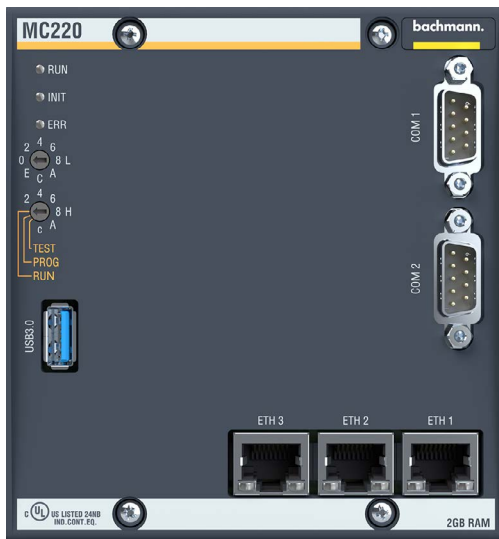 MC220
bachmann.
RUN
INIT
ERR
COM 1
2 4 6
0 8 L
E C A
2 4 6
8 H
c A
TEST
PROG
RUN
COM 2
USB3.0
ETH 3 ETH 2 ETH 1
c UL US LISTED 24NB
IND.CONT.EQ.
2GB RAM